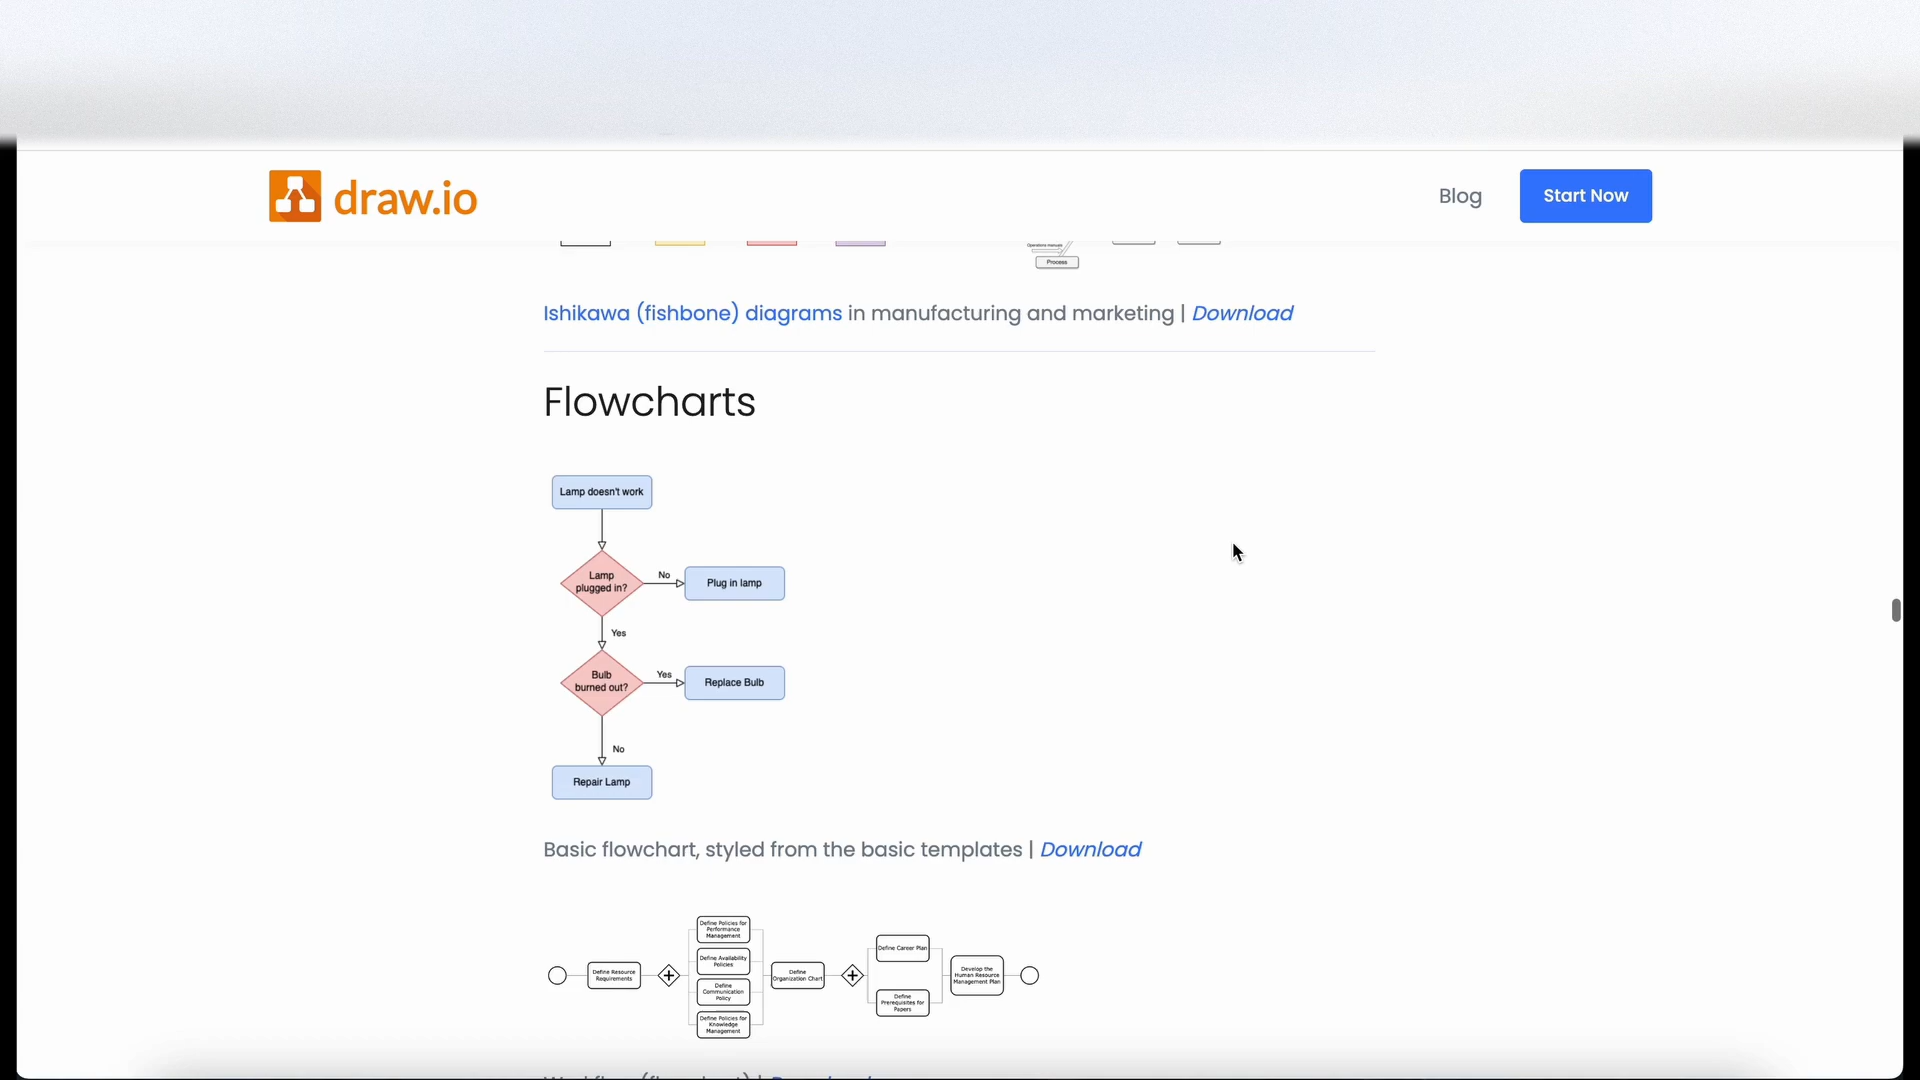 draw.io
Blog
Start Now
Operations manuals
Process
Ishikawa (fishbone) diagrams in manufacturing and marketing | Download
Flowcharts
Lamp doesn't work
Lamp
plugged in?
No
Plug in lamp
Yes
Bulb
burned out?
Yes
Replace Bulb
No
Repair Lamp
Basic flowchart, styled from the basic templates | Download
Define Resource
Requirements
Define Policies for
Performance
Management
Define Availability
Policies
Define
Communication
Policy
Define Policies for
Knowledge
Management
Define
Organization Chart
Define Career Plan
Define
Prerequisites for
Papers
Develop the
Human Resource
Management Plan